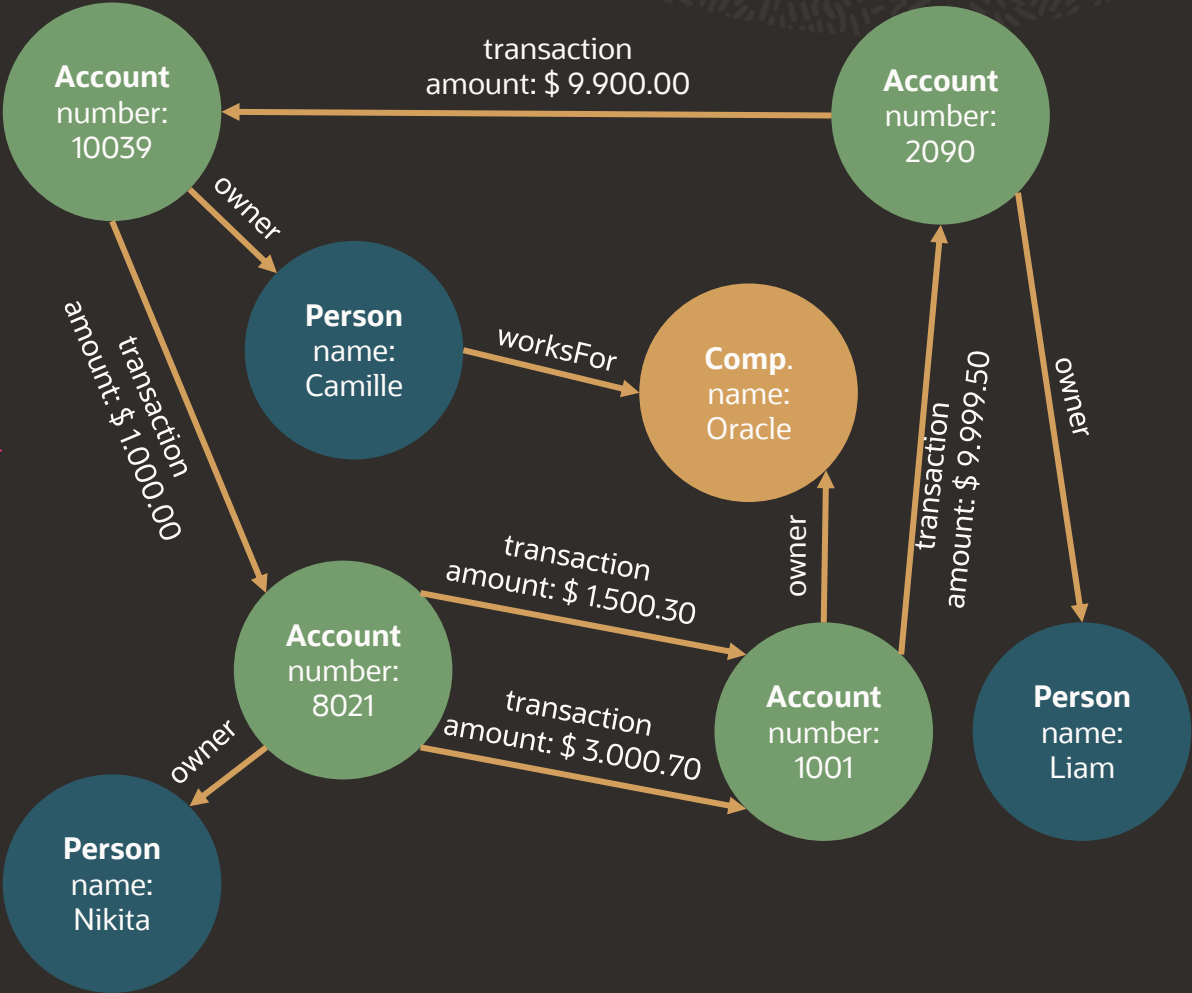 Account
number:
10039
transaction
amount: $ 9.900.00
Account
number:
2090
owner
Person
name:
Camille
worksFor
Comp.
name:
Oracle
transaction
amount: $ 1.000.00
transaction
amount: $ 9.999.50
owner
owner
Account
number:
8021
transaction
amount: $ 1.500.30
transaction
amount: $ 3.000.70
Account
number:
1001
Person
name:
Liam
owner
Person
name:
Nikita